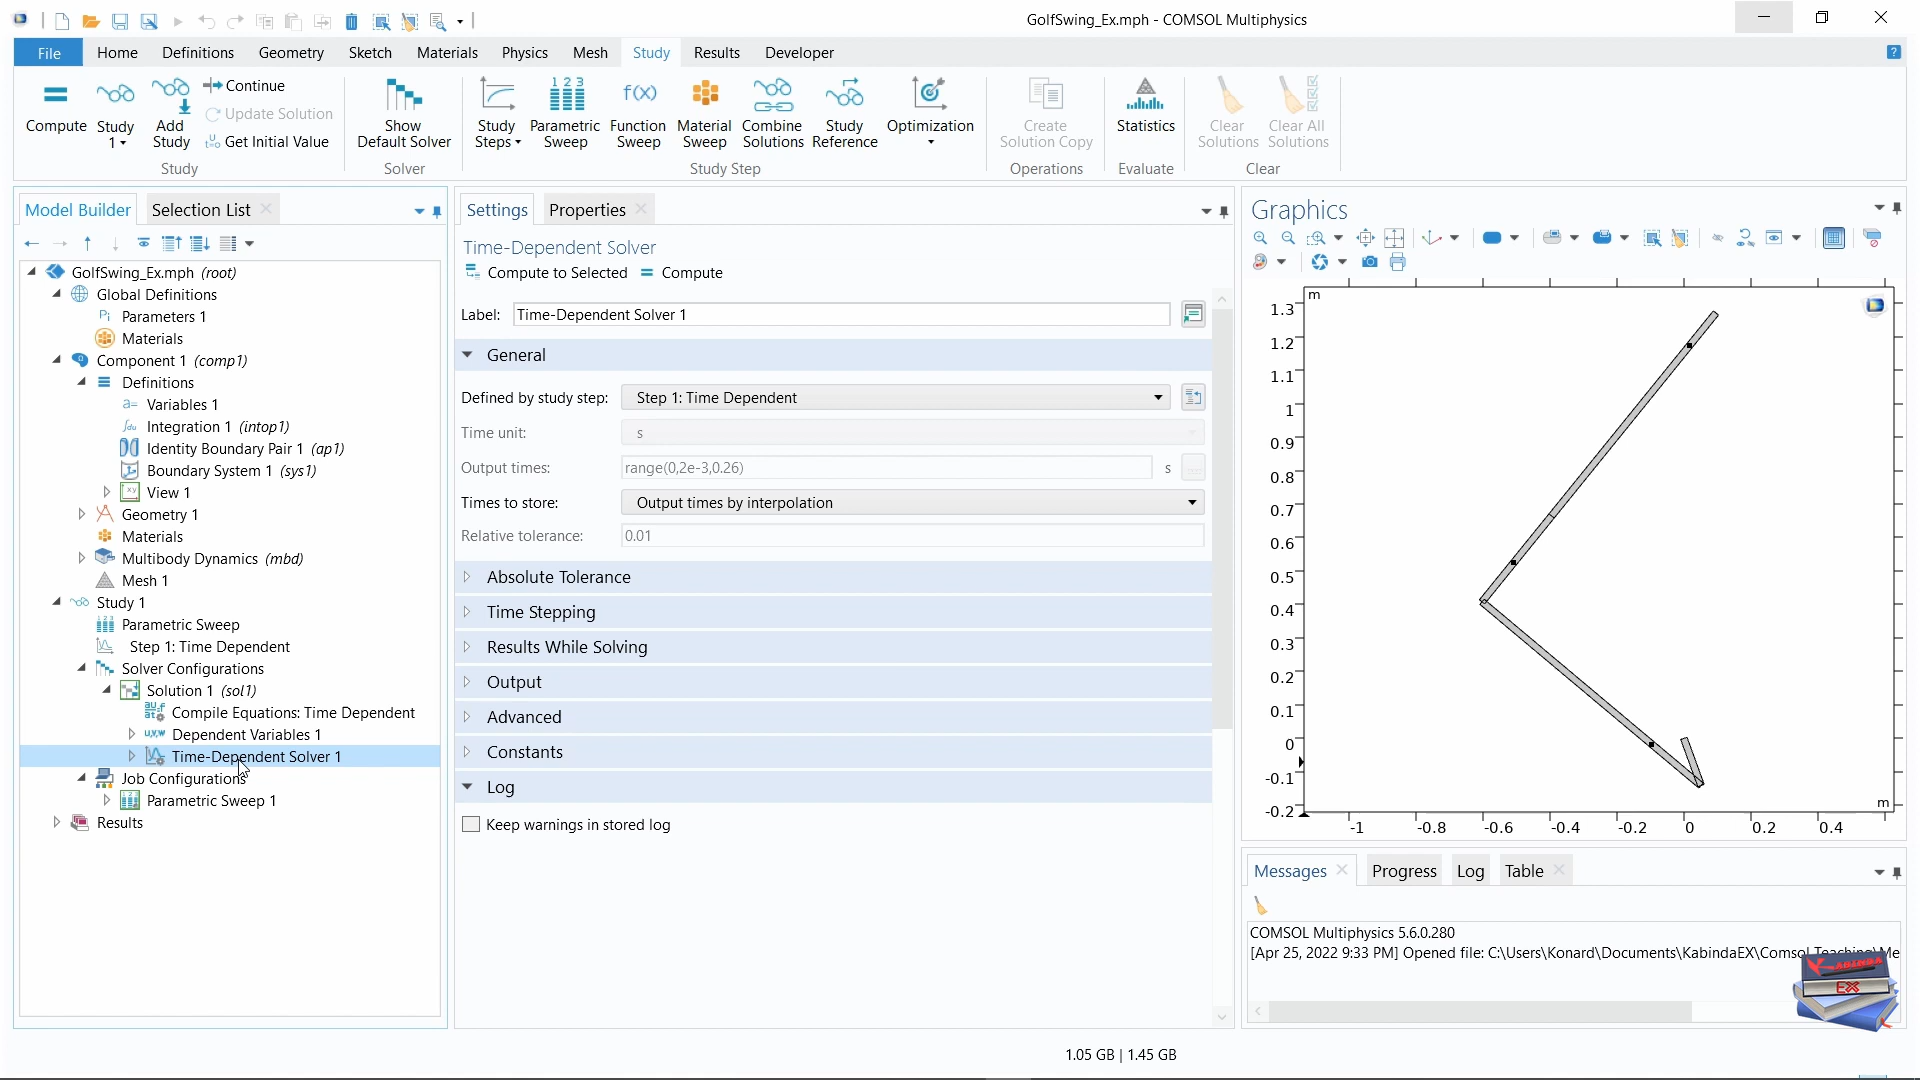 GolfSwing_Ex.mph - COMSOL Multiphysics
File Home Definitions Geometry Sketch Materials Physics Mesh Study Results Developer
Compute
Study 1
Add Study
Continue
Update Solution
Get Initial Value
Study
Show Default Solver
Solver
Study Steps
Parametric Sweep
Function Sweep
Material Sweep
Combine Solutions
Study Reference
Optimization
Study Step
Create Solution Copy
Operations
Statistics
Evaluate
Clear Solutions
Clear All Solutions
Clear
Model Builder
Selection List
GolfSwing_Ex.mph (root)
Global Definitions
Parameters 1
Materials
Component 1 (comp1)
Definitions
Variables 1
Integration 1 (intop1)
Identity Boundary Pair 1 (ap1)
Boundary System 1 (sys1)
View 1
Geometry 1
Materials
Multibody Dynamics (mbd)
Mesh 1
Study 1
Parametric Sweep
Step 1: Time Dependent
Solver Configurations
Solution 1 (sol1)
Compile Equations: Time Dependent
Dependent Variables 1
Time-Dependent Solver 1
Job Configurations
Parametric Sweep 1
Results
Settings
Properties
Time-Dependent Solver
Compute to Selected
Compute
Label: Time-Dependent Solver 1
General
Defined by study step: Step 1: Time Dependent
Time unit: s
Output times: range(0,2e-3,0.26) s
Times to store: Output times by interpolation
Relative tolerance: 0.01
Absolute Tolerance
Time Stepping
Results While Solving
Output
Advanced
Constants
Log
Keep warnings in stored log
Graphics
m
1.3
1.2
1.1
1
0.9
0.8
0.7
0.6
0.5
0.4
0.3
0.2
0.1
0
-0.1
-0.2
m
-1 -0.8 -0.6 -0.4 -0.2 0 0.2 0.4
Messages Progress Log Table
COMSOL Multiphysics 5.6.0.280
[Apr 25, 2022 9:33 PM] Opened file: C:\Users\Konard\Documents\KabindaEX\Comsol Teaching\Me
KABINDA
EX
1.05 GB | 1.45 GB